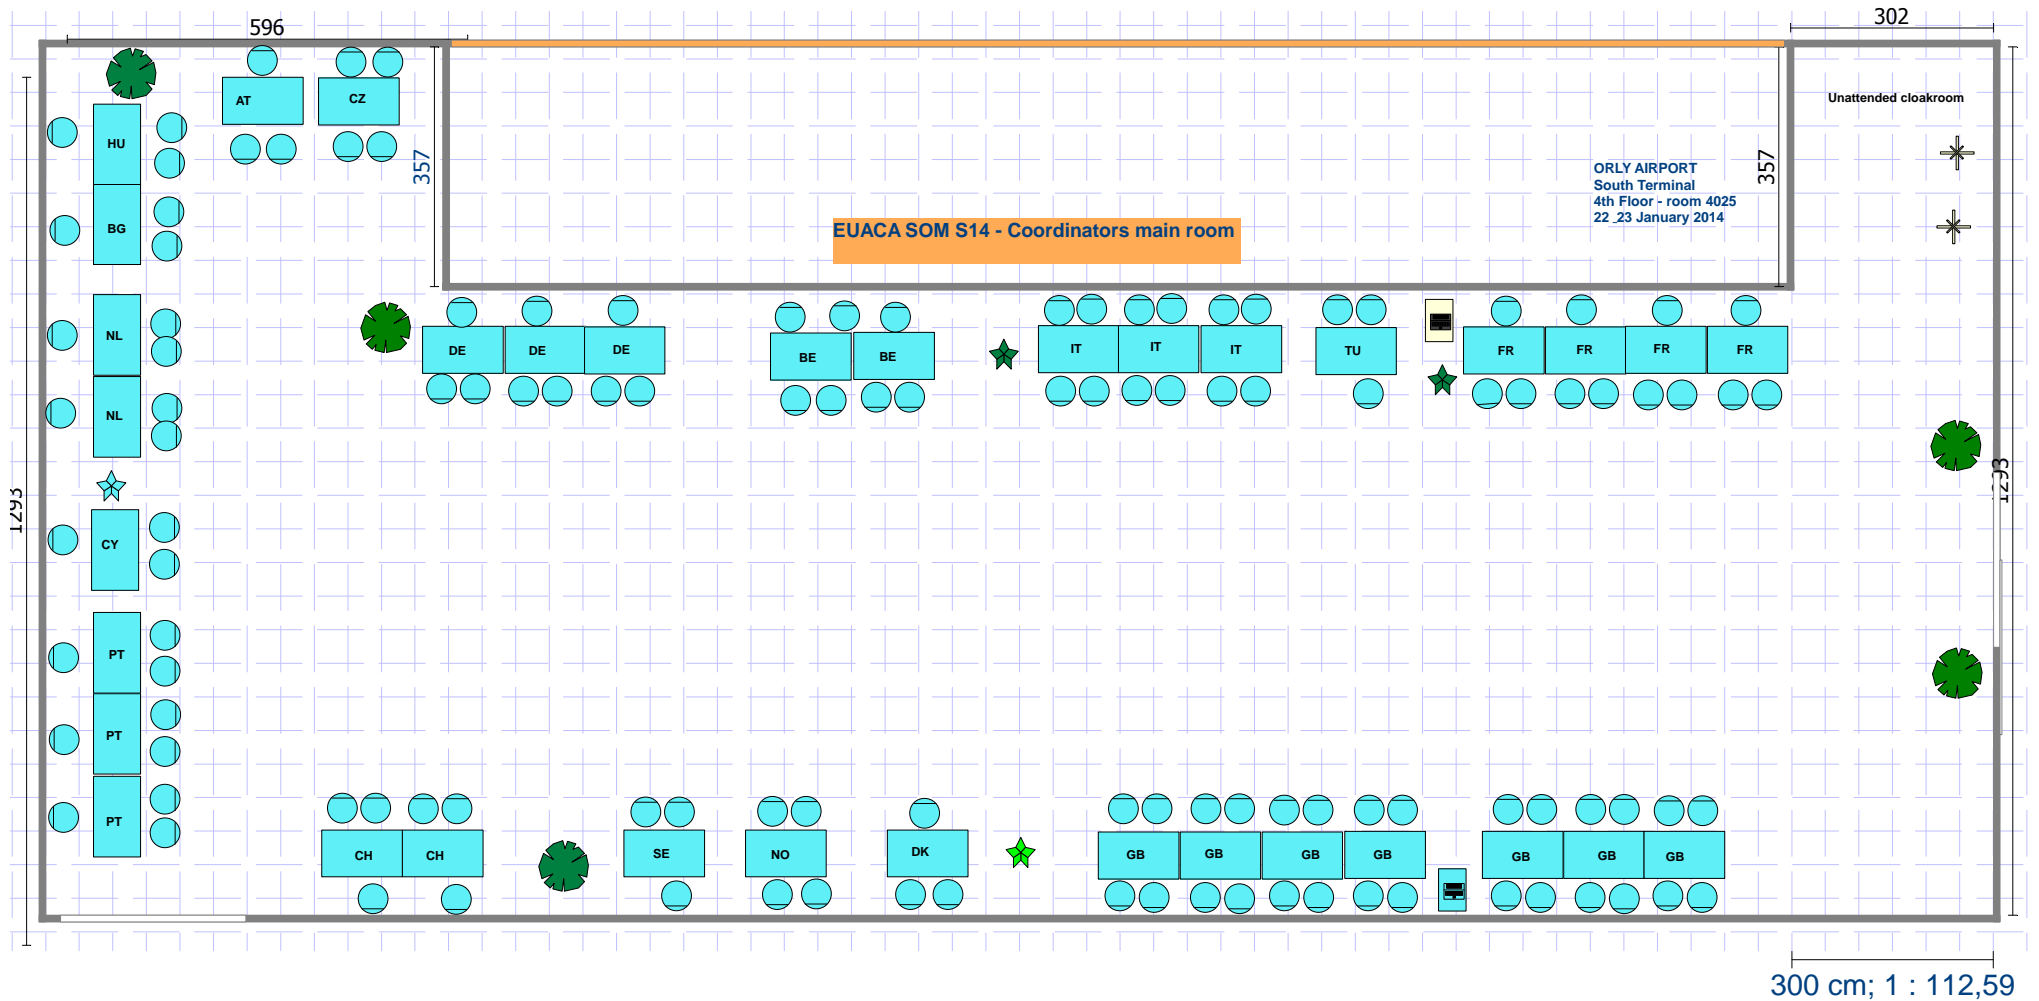 596
302
AT
CZ
Unattended cloakroom
HU
357
357
ORLY AIRPORT
South Terminal
4th Floor - room 4025
22_23 January 2014
BG
EUACA SOM S14 - Coordinators main room
NL
DE
DE
DE
BE
BE
IT
IT
IT
TU
FR
FR
FR
FR
NL
1293
1293
CY
PT
PT
PT
CH
CH
SE
NO
DK
GB
GB
GB
GB
GB
GB
GB
300 cm; 1 : 112,59